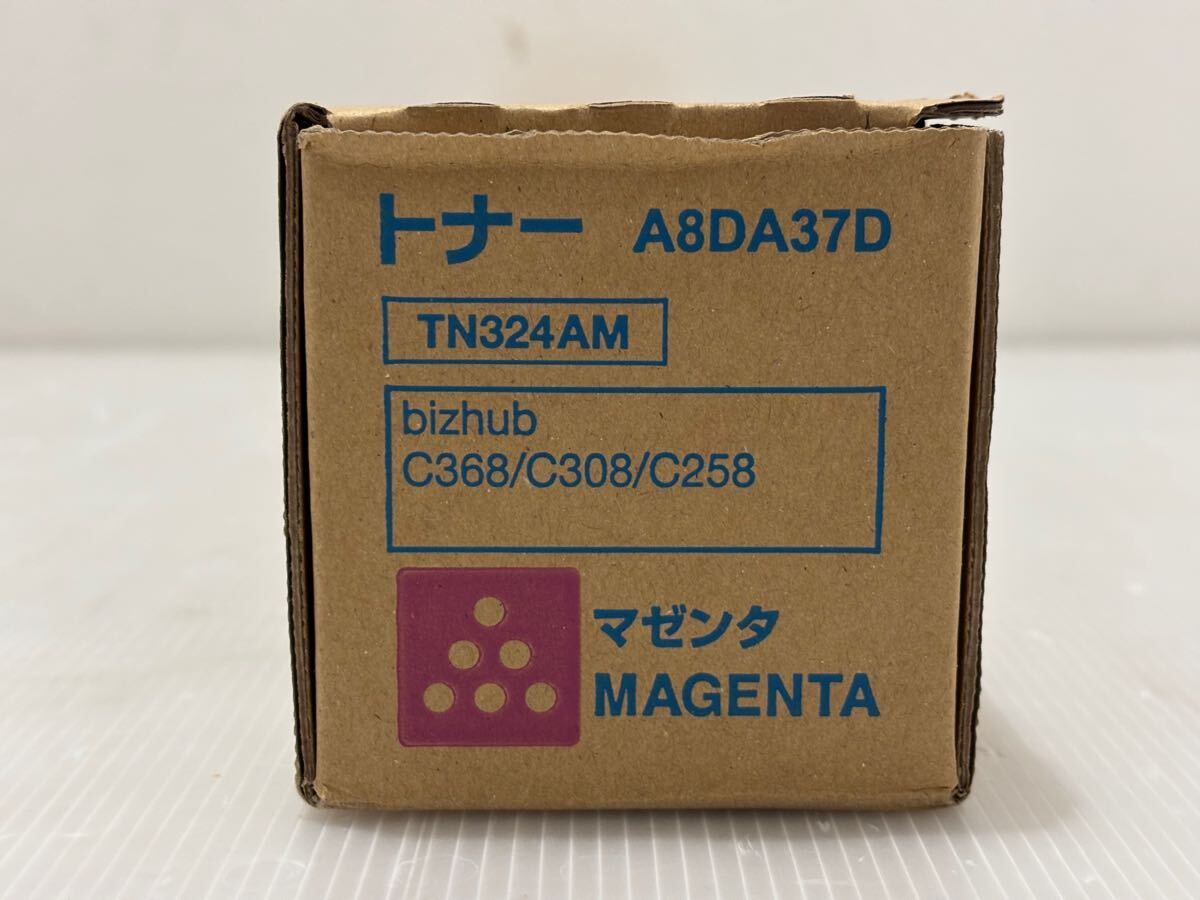 トナー A8DA37D
TN324AM
bizhub
C368/C308/C258
マゼンタ
MAGENTA